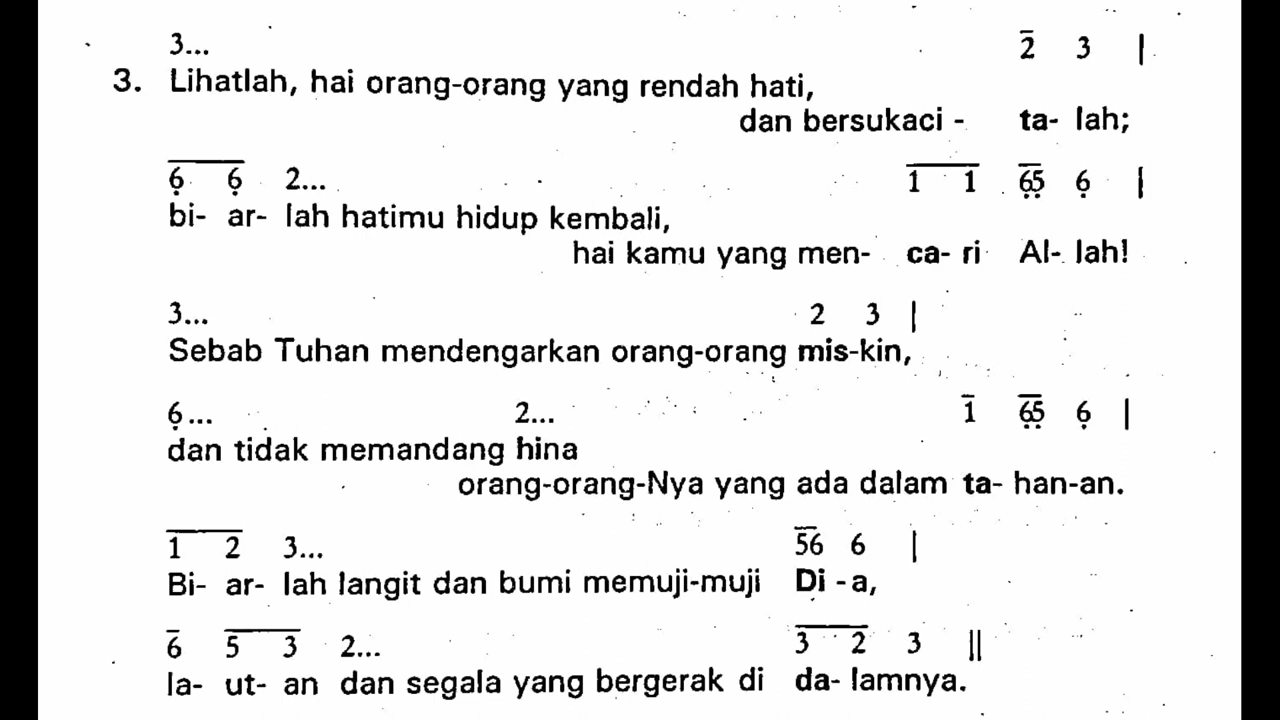 3... 2̅ 3 |
3. Lihatlah, hai orang-orang yang rendah hati,
dan bersukaci - ta- lah;
6̣̅ 6̣̅ 2... 1̅ 1̅ 6̣̅5̣̅ 6̣ |
bi- ar- lah hatimu hidup kembali,
hai kamu yang men- ca- ri Al- lah!
3... 2 3 |
Sebab Tuhan mendengarkan orang-orang mis-kin,
6̣... 2... 1̅ 6̣̅5̣̅ 6̣ |
dan tidak memandang hina
orang-orang-Nya yang ada dalam ta- han-an.
1̅ 2̅ 3... 5̅6̅ 6 |
Bi- ar- lah langit dan bumi memuji-muji Di -a,
6̅ 5̅ 3̅ 2... 3̅ 2̅ 3 ||
la- ut- an dan segala yang bergerak di da- lamnya.